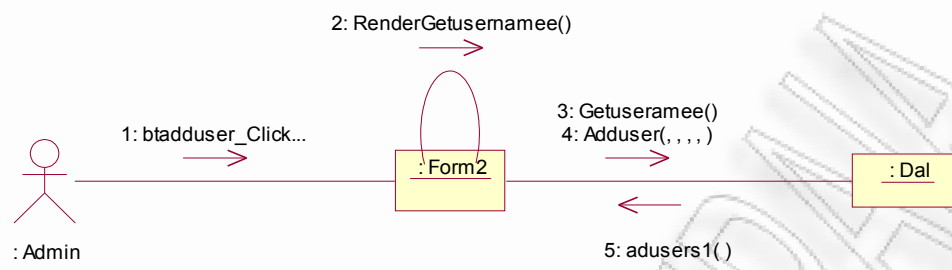 2: RenderGetusernamee()
1: btadduser_Click...
3: Getuseramee()
4: Adduser(, , , , )
: Form2
: Dal
: Admin
5: adusers1( )